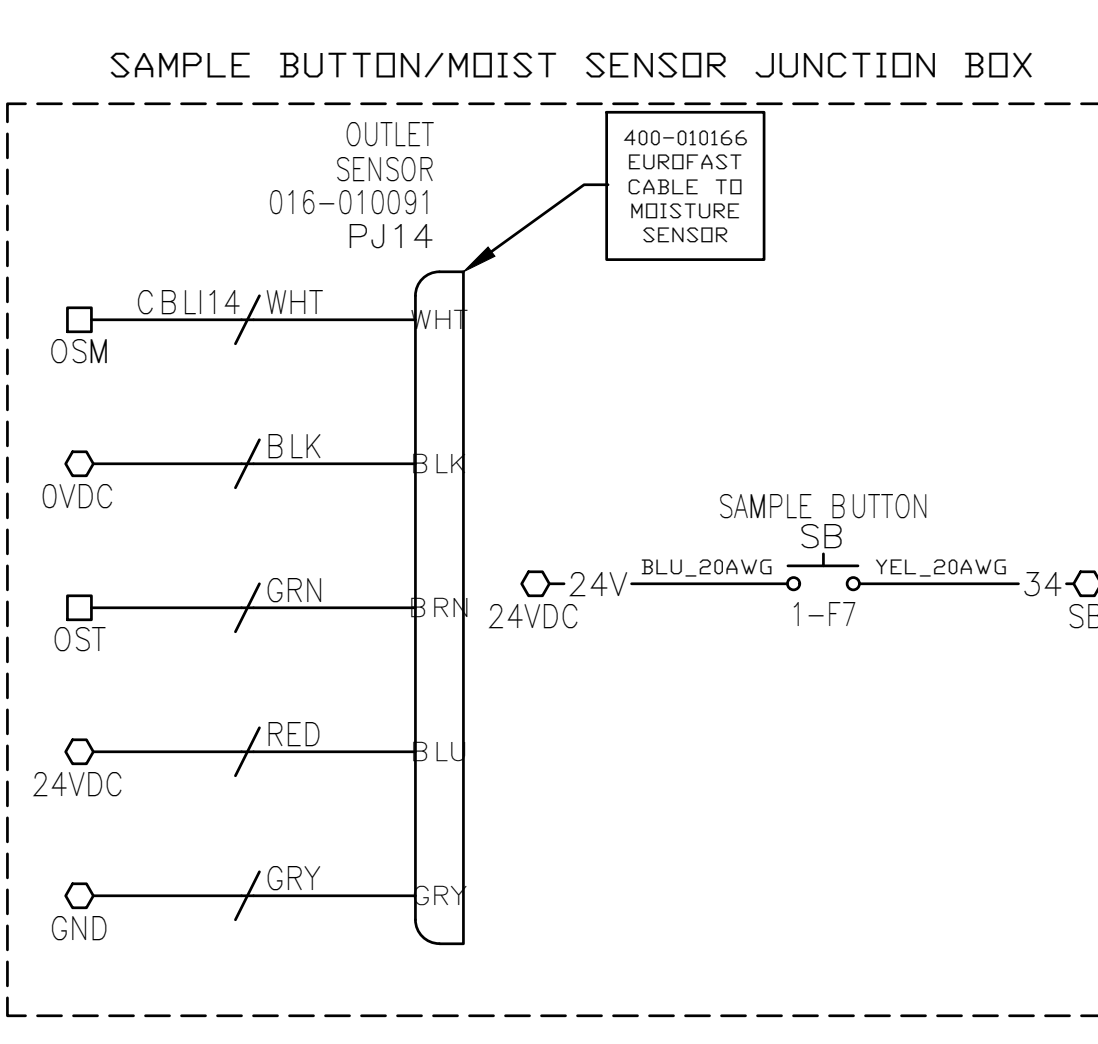 SAMPLE BUTTON/MOIST SENSOR JUNCTION BOX
OUTLET
SENSOR
016-010091
PJ14
400-010166
EUROFAST
CABLE TO
MOISTURE
SENSOR
CBLI14 WHT
WHT
OSM
BLK
BLK
0VDC
GRN
BRN
OST
RED
BLU
24VDC
GRY
GRY
GND
SAMPLE BUTTON
SB
24V BLU_20AWG YEL_20AWG 34
24VDC 1-F7 SB